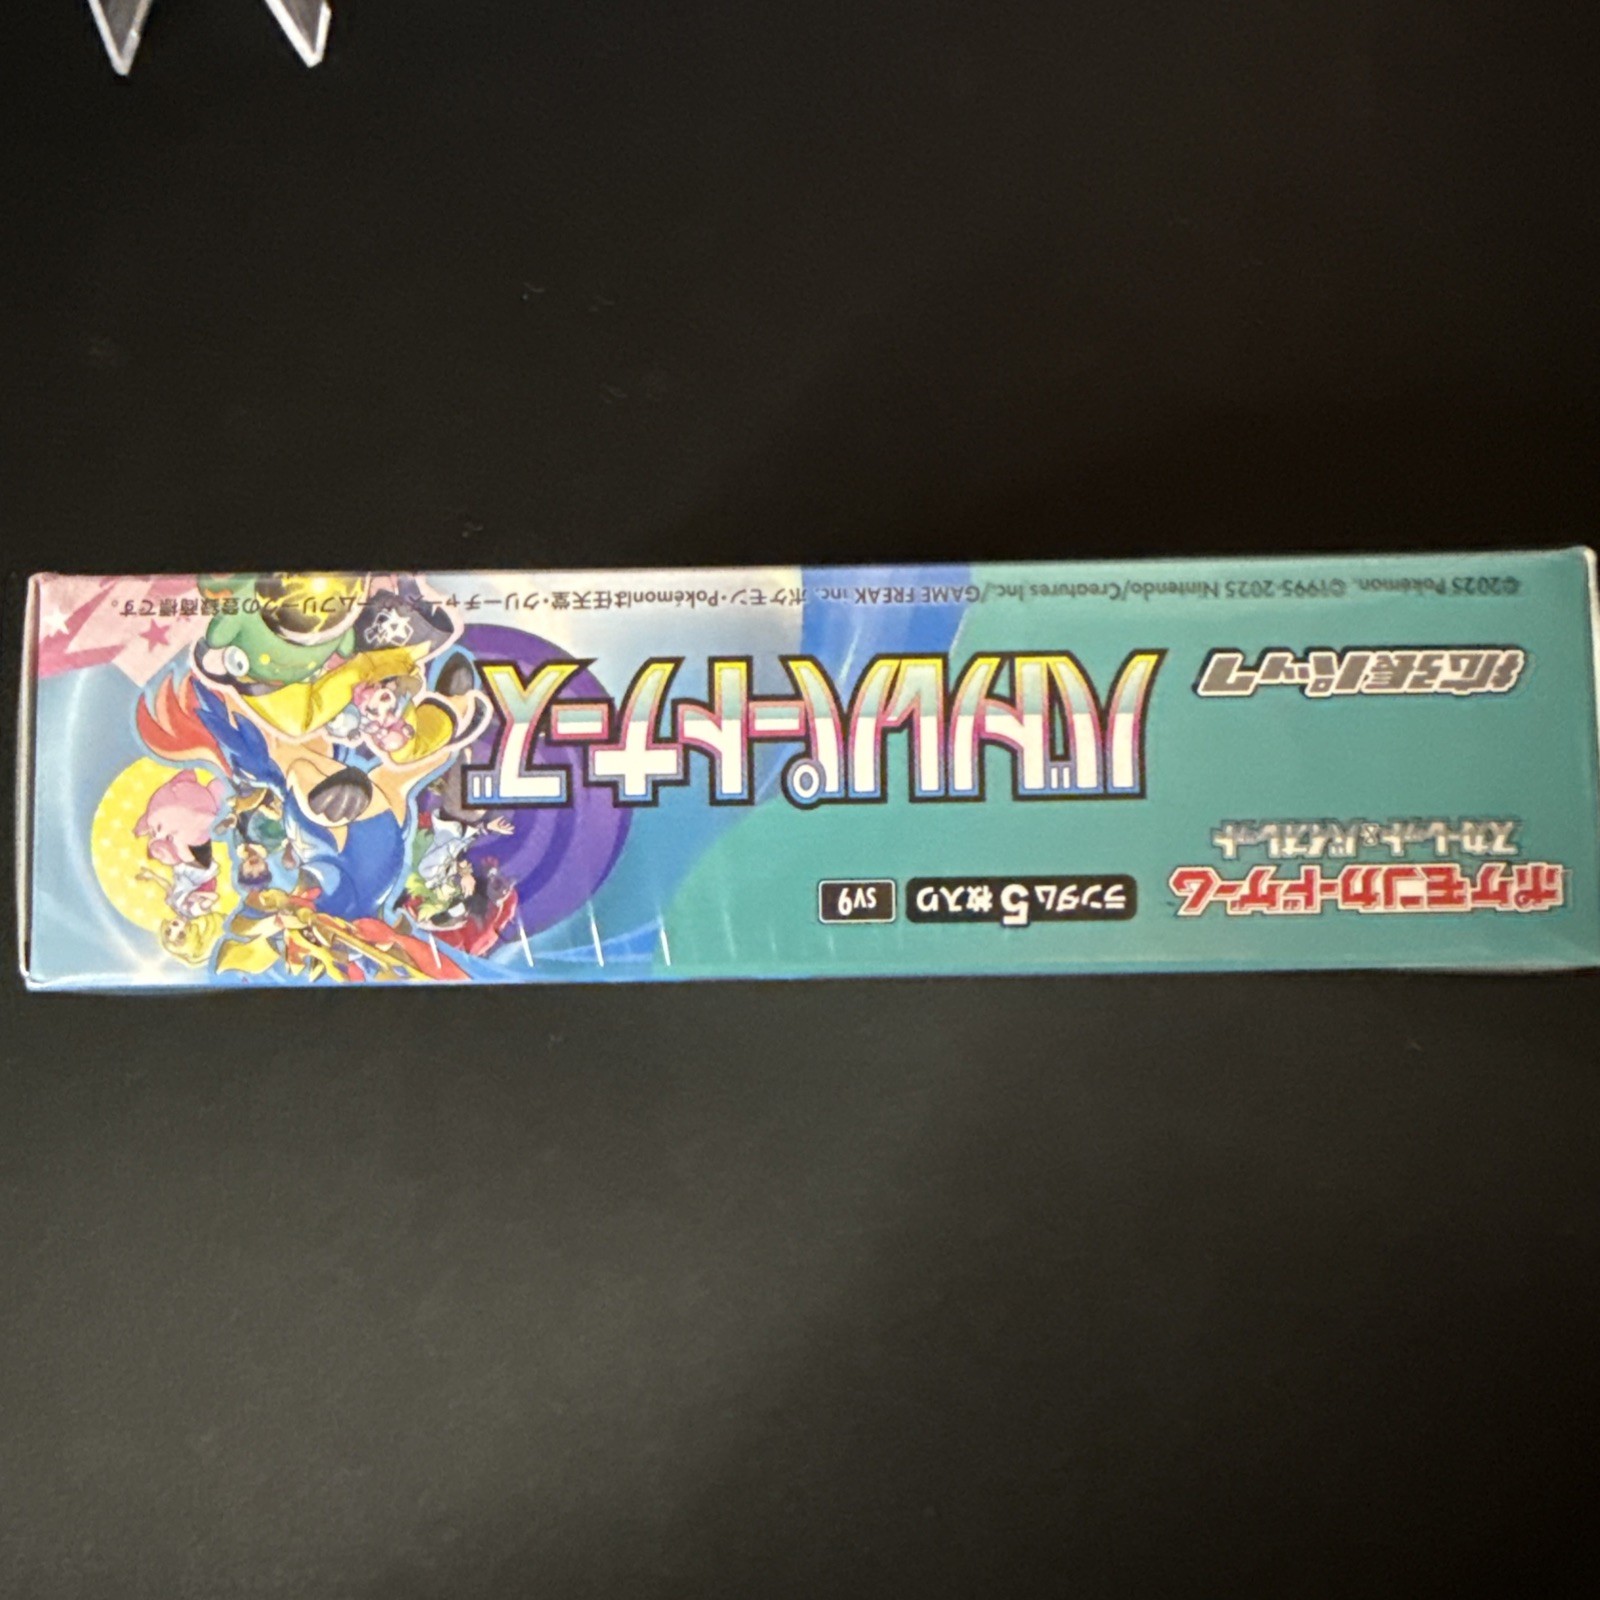 ポケモンカードゲーム
スカーレット&バイオレット
ランダム5枚入り
SV9
バトルパートナーズ
拡張パック
©2025 Pokémon. ©1995-2025 Nintendo/Creatures Inc./GAME FREAK inc. ポケモン・Pokémonは任天堂・クリーチャーズ・ゲームフリークの登録商標です。